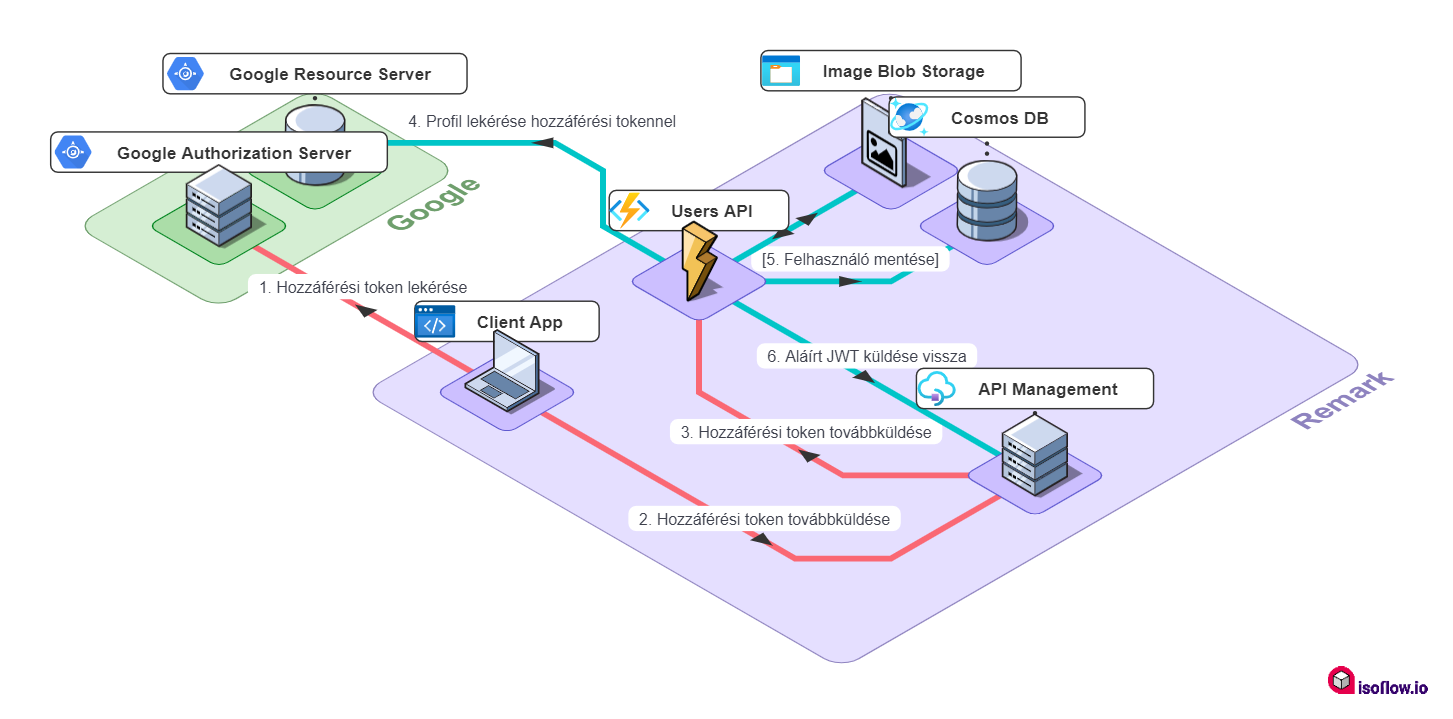 Google Resource Server
Image Blob Storage
Cosmos DB
4. Profil lekérése hozzáférési tokennel
Google Authorization Server
Google
Users API
[5. Felhasználó mentése]
1. Hozzáférési token lekérése
Client App
6. Aláírt JWT küldése vissza
API Management
Remark
3. Hozzáférési token továbbküldése
2. Hozzáférési token továbbküldése
isoflow.io